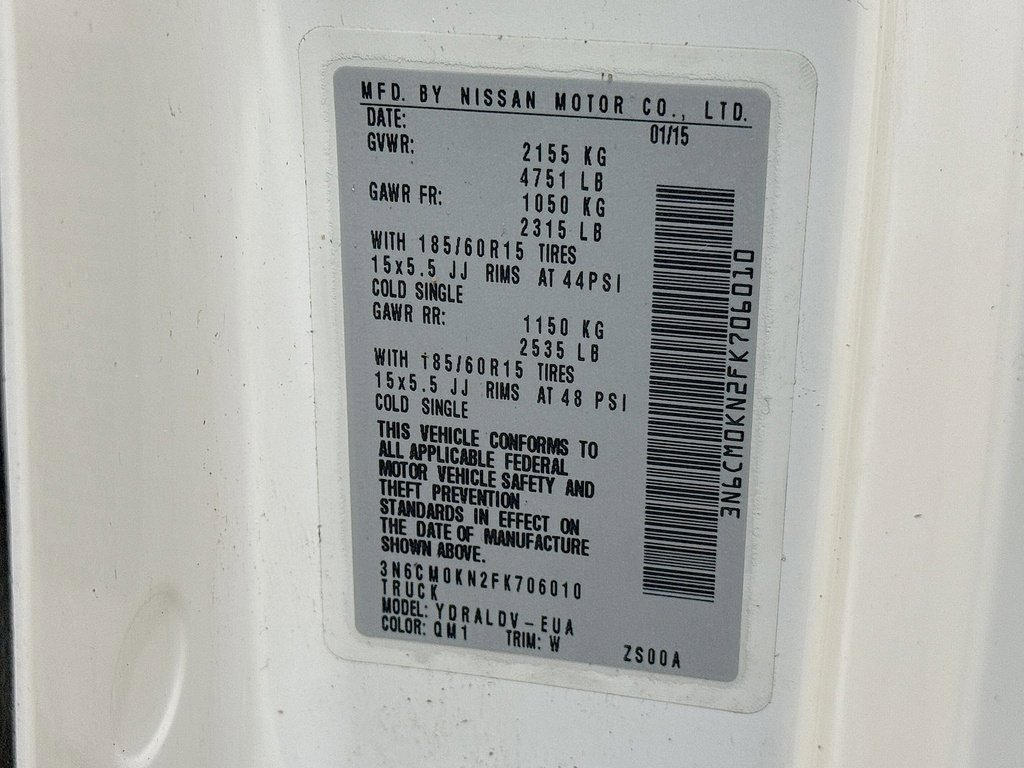 MFD. BY NISSAN MOTOR CO., LTD.
DATE: 01/15
GVWR: 2155 KG
4751 LB
GAWR FR: 1050 KG
2315 LB
WITH 185/60R15 TIRES
15x5.5 JJ RIMS AT 44PSI
COLD SINGLE
GAWR RR: 1150 KG
2535 LB
WITH 185/60R15 TIRES
15x5.5 JJ RIMS AT 48 PSI
COLD SINGLE
THIS VEHICLE CONFORMS TO
ALL APPLICABLE FEDERAL
MOTOR VEHICLE SAFETY AND
THEFT PREVENTION
STANDARDS IN EFFECT ON
THE DATE OF MANUFACTURE
SHOWN ABOVE.
3N6CM0KN2FK706010
TRUCK
MODEL: YDRALDV-EUA
COLOR: QM1 TRIM: W
ZS00A
3N6CM0KN2FK706010